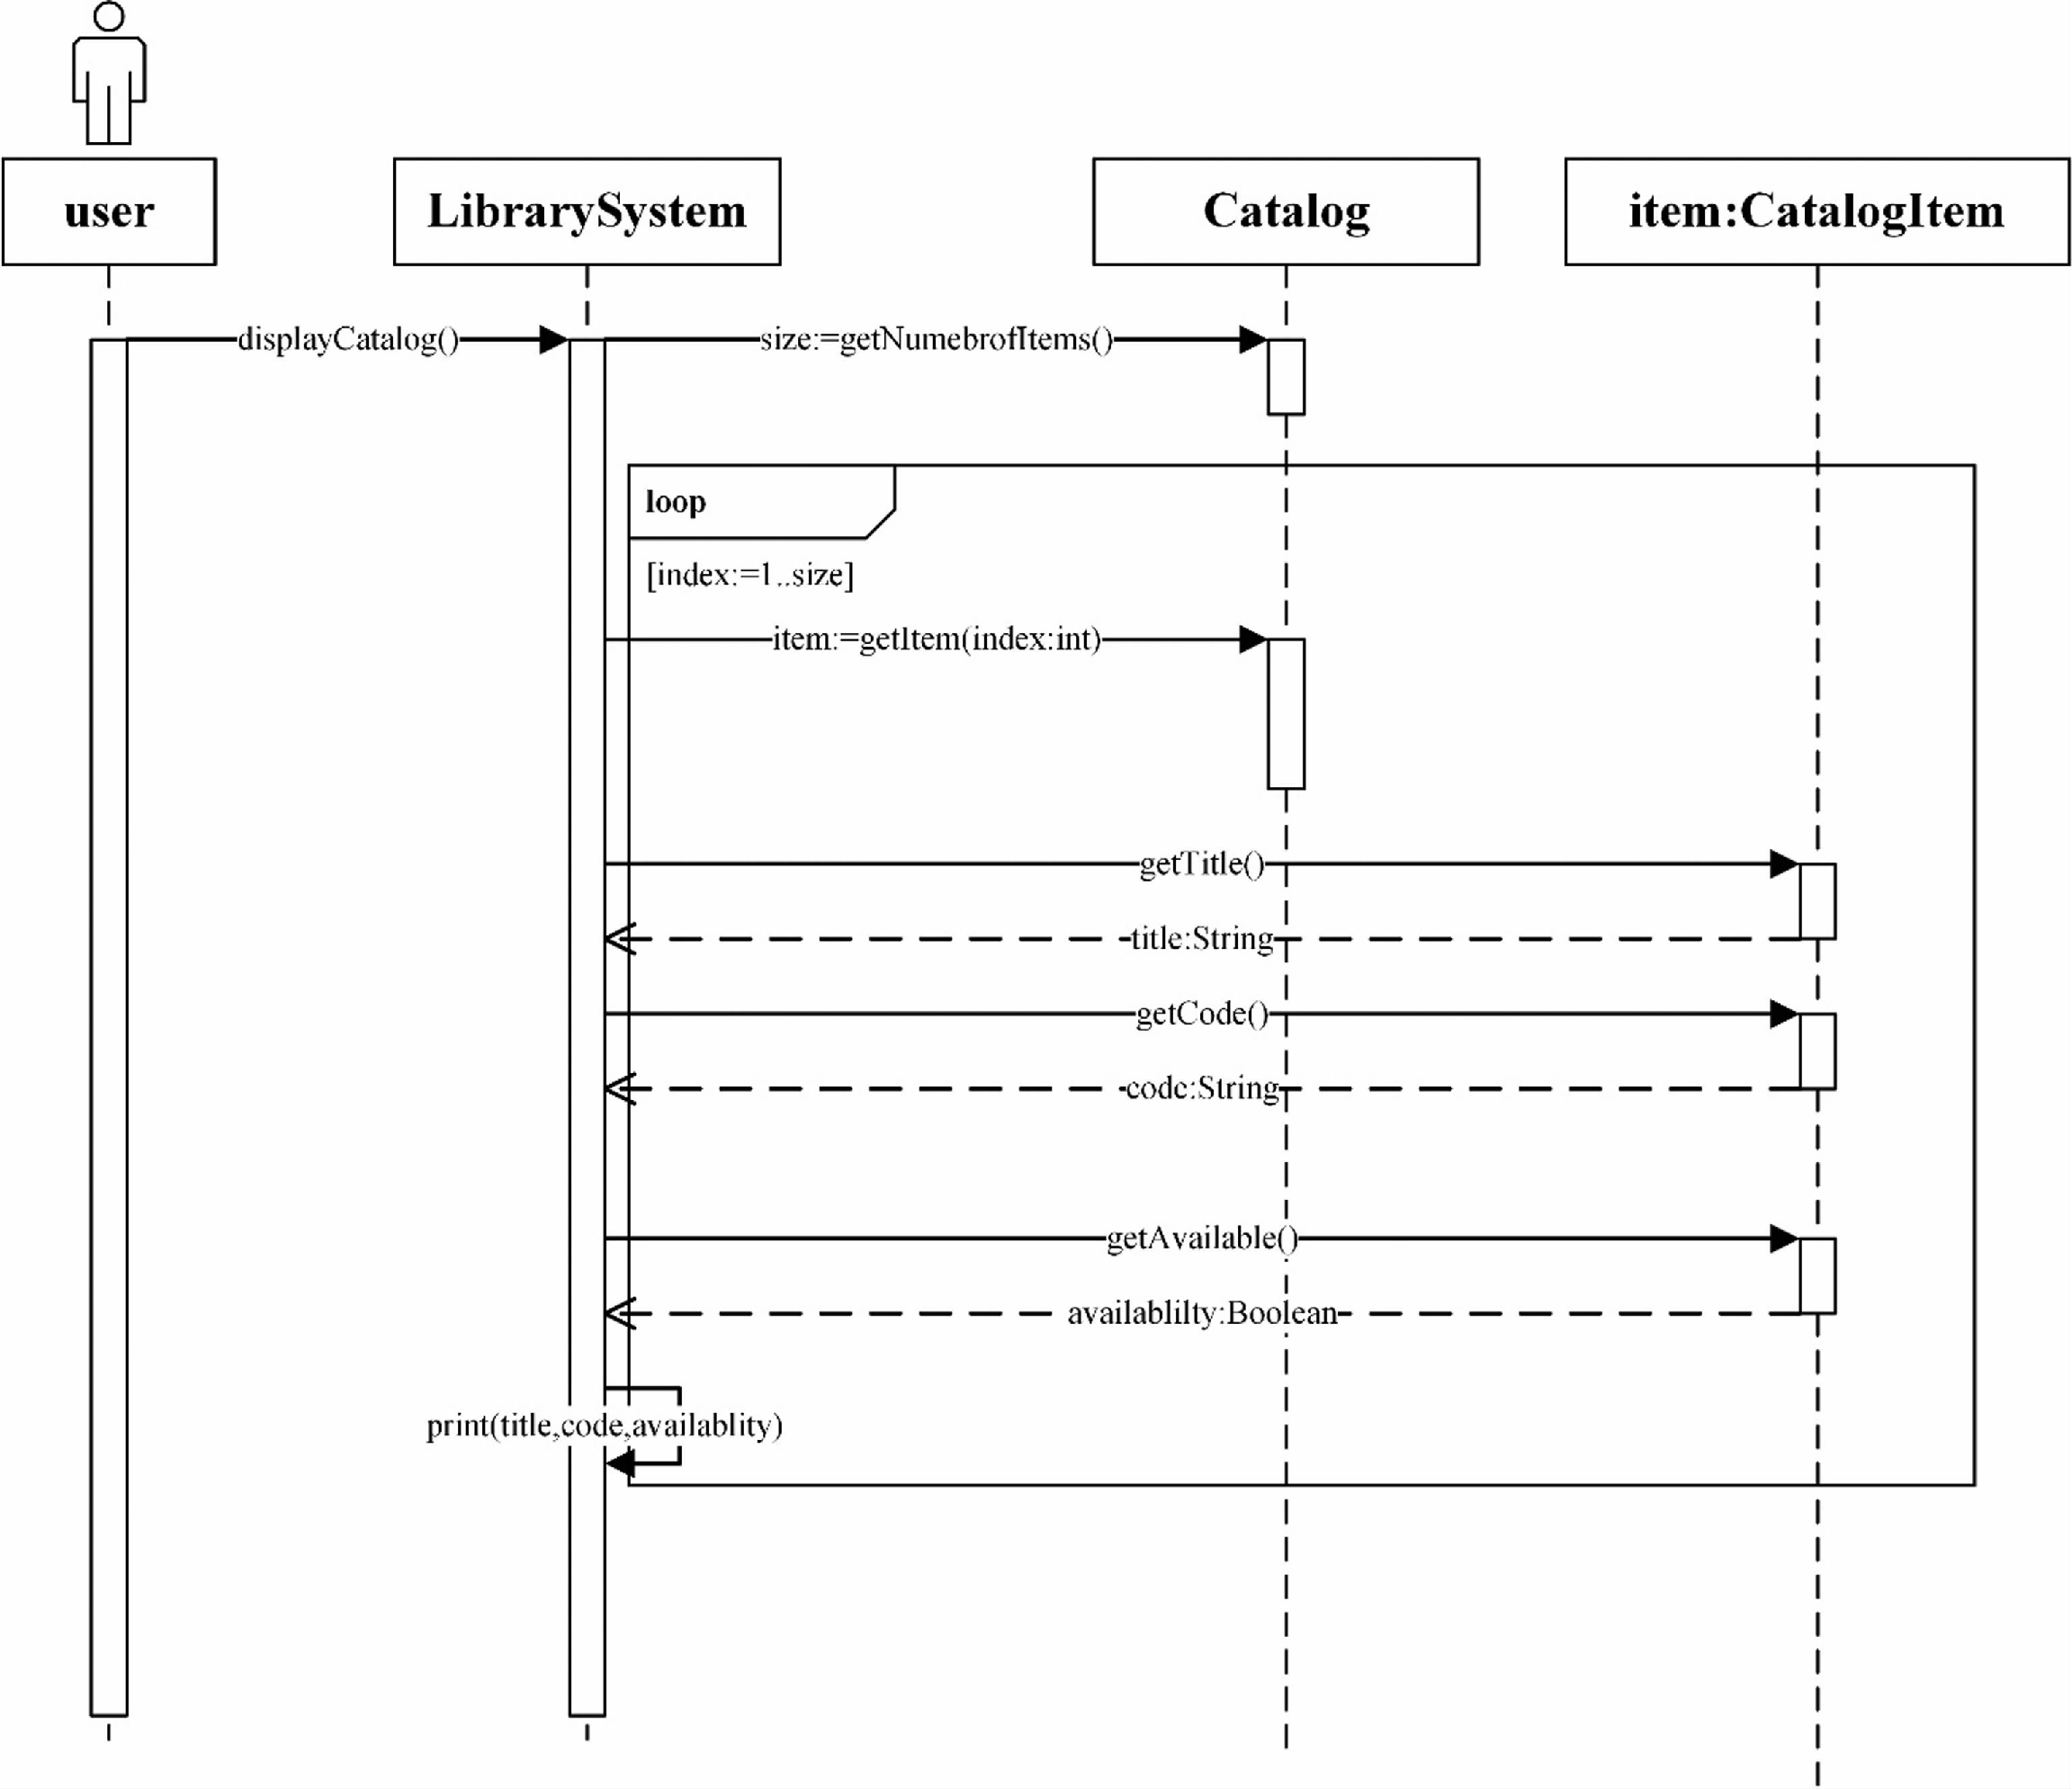 user
LibrarySystem
Catalog
item:CatalogItem
displayCatalog()
size:=getNumebrofItems()
loop
[index:=1..size]
item:=getItem(index:int)
getTitle()
title:String
getCode()
code:String
getAvailable()
availablilty:Boolean
print(title,code,availablity)